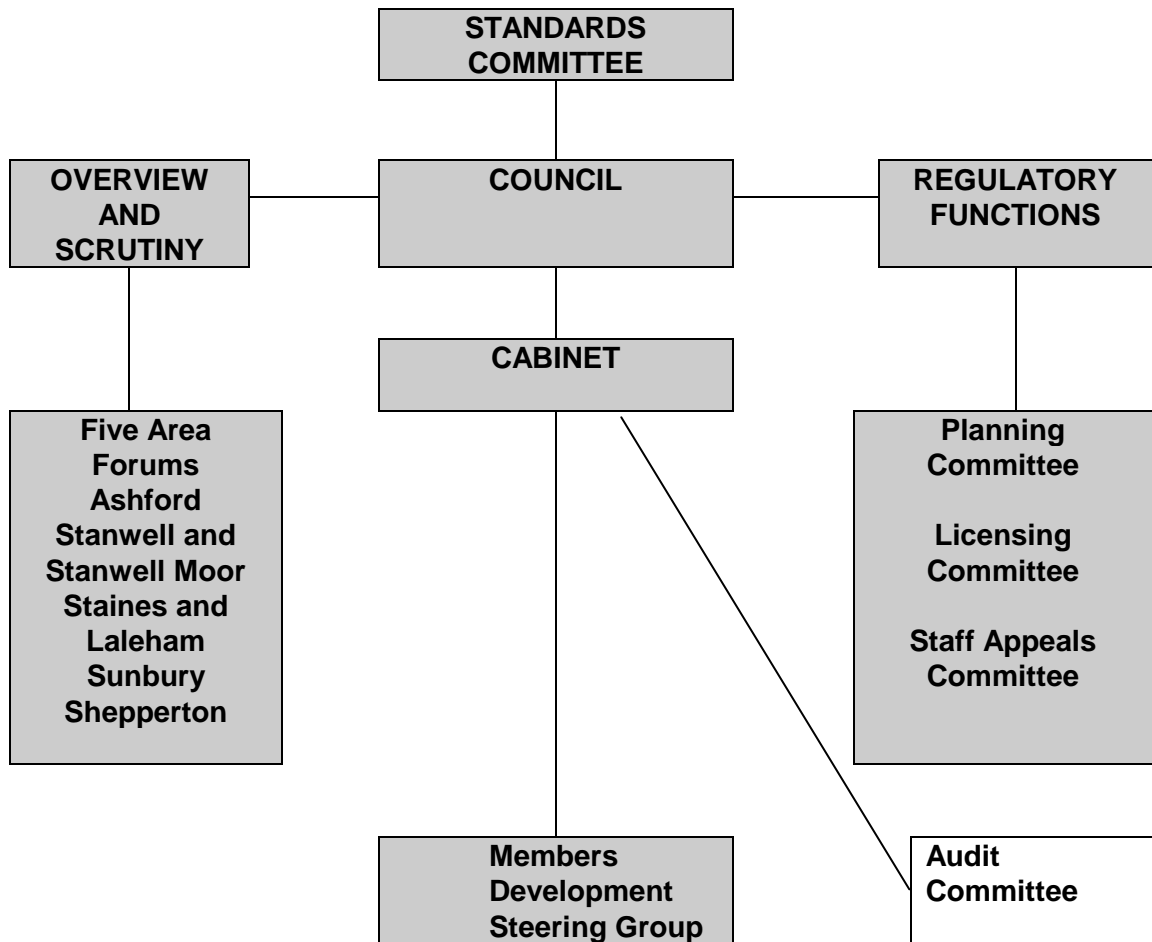 STANDARDS
COMMITTEE
OVERVIEW
AND
SCRUTINY
COUNCIL
REGULATORY
FUNCTIONS
CABINET
Five Area
Forums
Ashford
Stanwell and
Stanwell Moor
Staines and
Laleham
Sunbury
Shepperton
Planning
Committee
Licensing
Committee
Staff Appeals
Committee
Members
Development
Steering Group
Audit
Committee